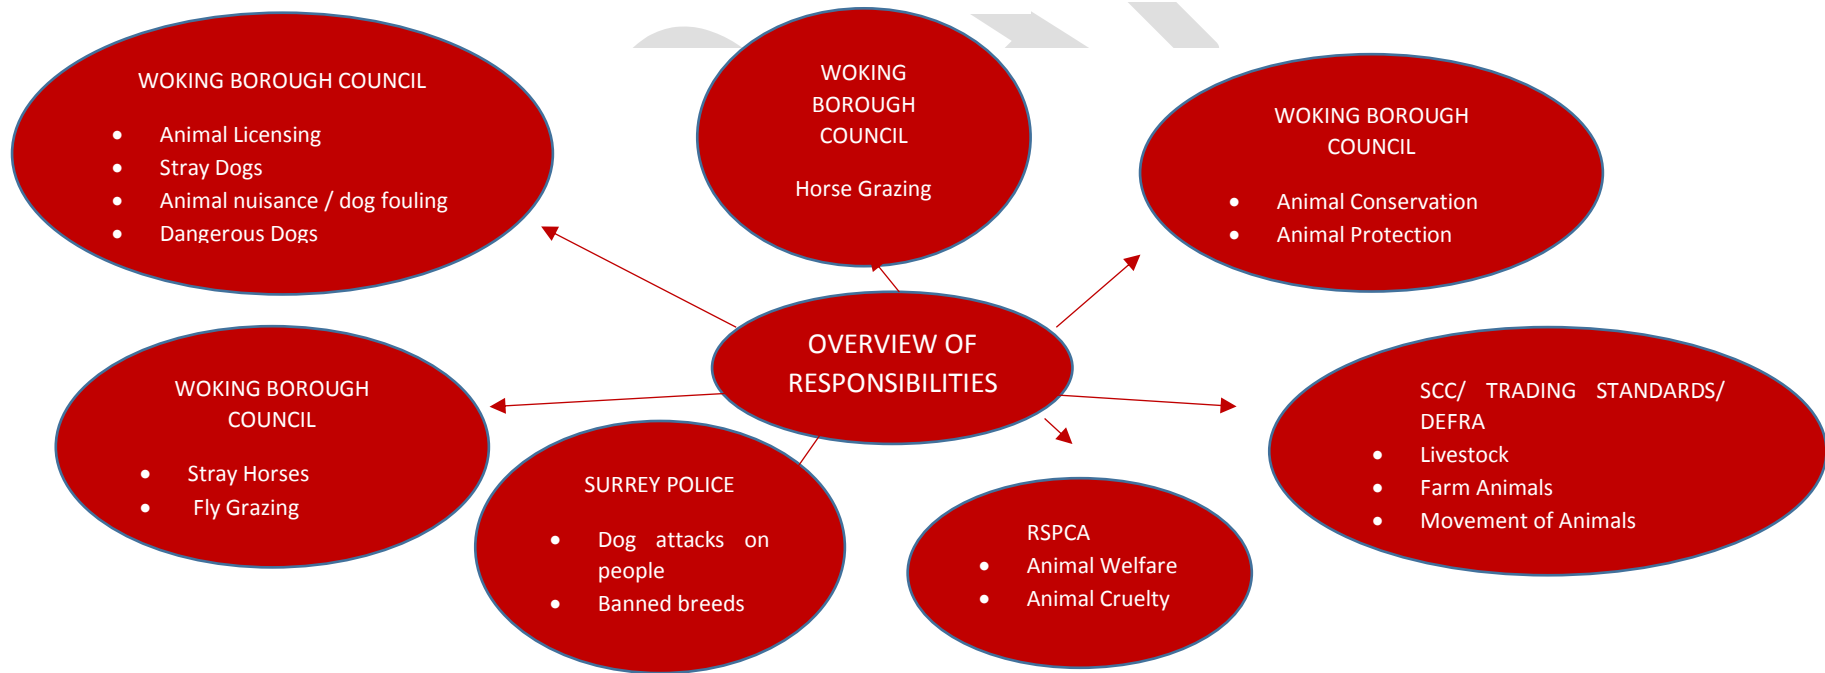 WOKING BOROUGH COUNCIL
• Animal Licensing
• Stray Dogs
• Animal nuisance / dog fouling
• Dangerous Dogs
WOKING
BOROUGH
COUNCIL
Horse Grazing
WOKING BOROUGH
COUNCIL
• Animal Conservation
• Animal Protection
OVERVIEW OF
RESPONSIBILITIES
WOKING BOROUGH
COUNCIL
• Stray Horses
• Fly Grazing
SURREY POLICE
• Dog attacks on
people
• Banned breeds
RSPCA
• Animal Welfare
• Animal Cruelty
SCC/ TRADING STANDARDS/
DEFRA
• Livestock
• Farm Animals
• Movement of Animals